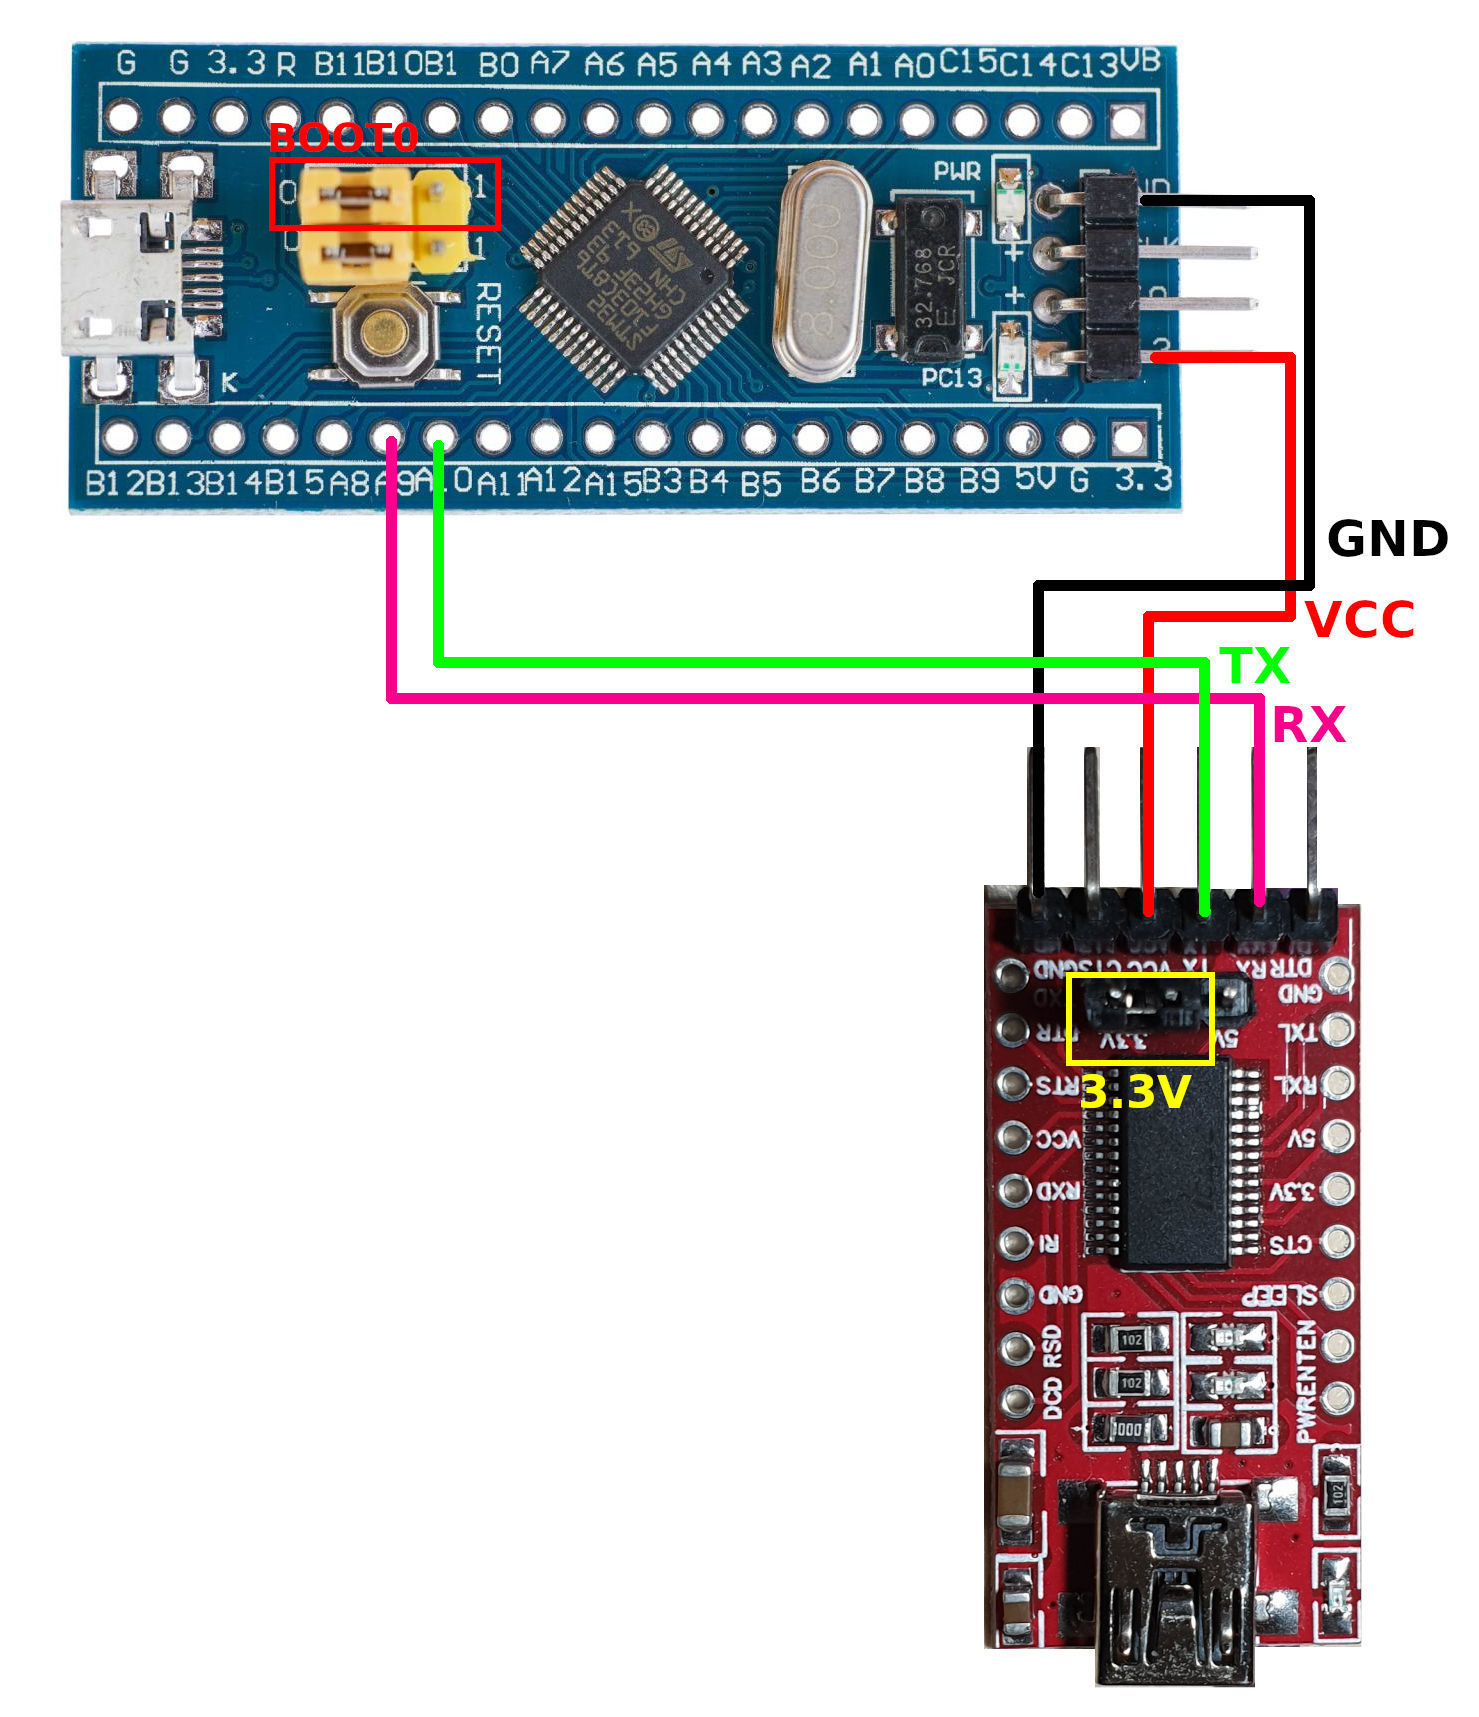 G G 3.3 R B11 B10 B1 B0 A7 A6 A5 A4 A3 A2 A1 A0 C15 C14 C13 VB
BOOT0
0 1
0 1
PWR
+
+
RESET
STM32
8.000
32.768
JCR
E
PC13
K
B12 B13 B14 B15 A8 A9 A10 A11 A12 A15 B3 B4 B5 B6 B7 B8 B9 5V G 3.3
GND
VCC
TX
RX
GND CTS VCC TX RX DTR
GND
DTR 3.3V 5V TXL
3.3V
RTS RXL
VCC 5V
RXD 3.3V
RI CTS
GND SLEEP
RSD
DCD
PWREN
TEN
102
102
1000
102